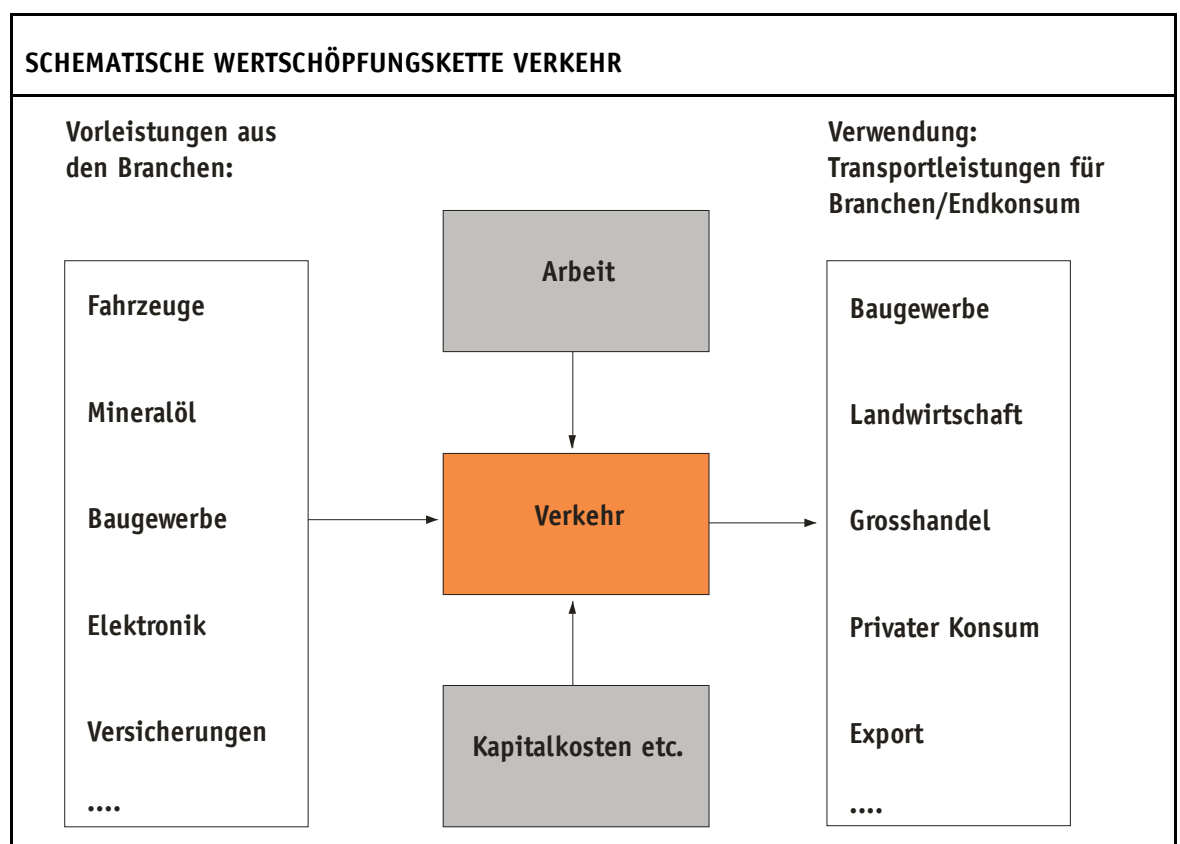 SCHEMATISCHE WERTSCHÖPFUNGSKETTE VERKEHR
Vorleistungen aus
den Branchen:
Fahrzeuge
Mineralöl
Baugewerbe
Elektronik
Versicherungen
....
Arbeit
Verkehr
Kapitalkosten etc.
Verwendung:
Transportleistungen für
Branchen/Endkonsum
Baugewerbe
Landwirtschaft
Grosshandel
Privater Konsum
Export
....